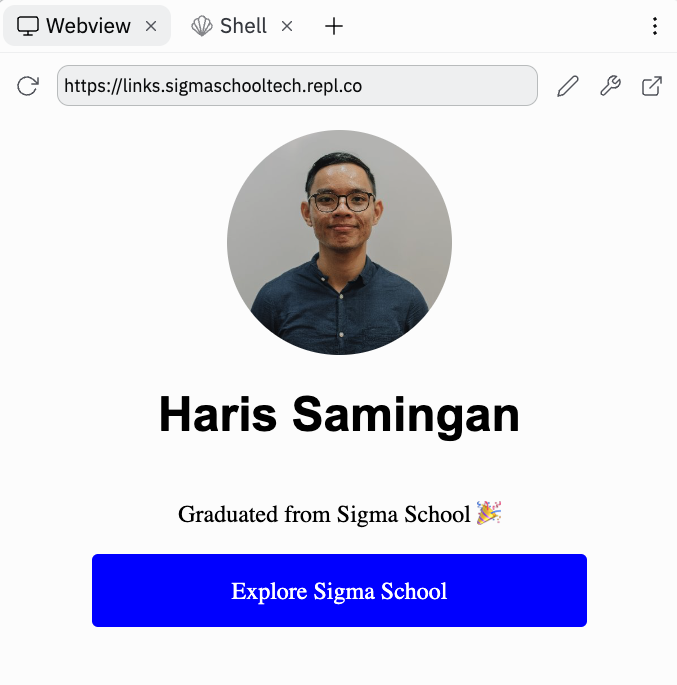 Webview
Shell
https://links.sigmaschooltech.repl.co
Haris Samingan
Graduated from Sigma School 🎉
Explore Sigma School